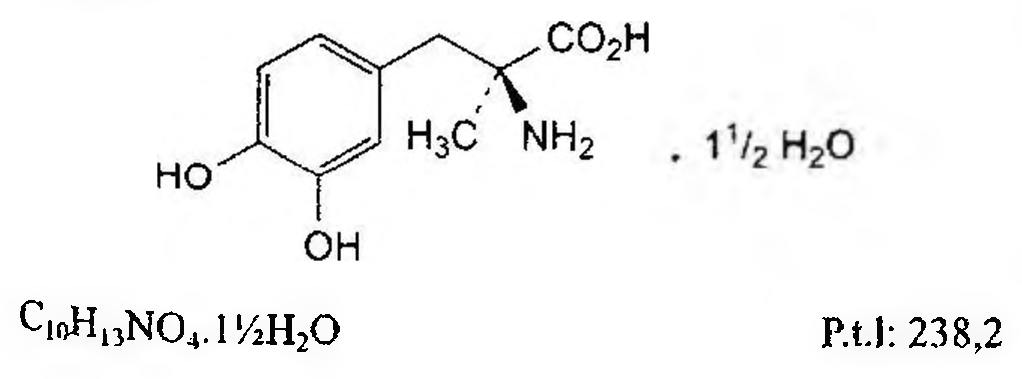 CO₂H
H₃C NH₂
. 1¹/₂ H₂O
HO
OH
C₁₀H₁₃NO₄.1½H₂O
P.t.l: 238,2